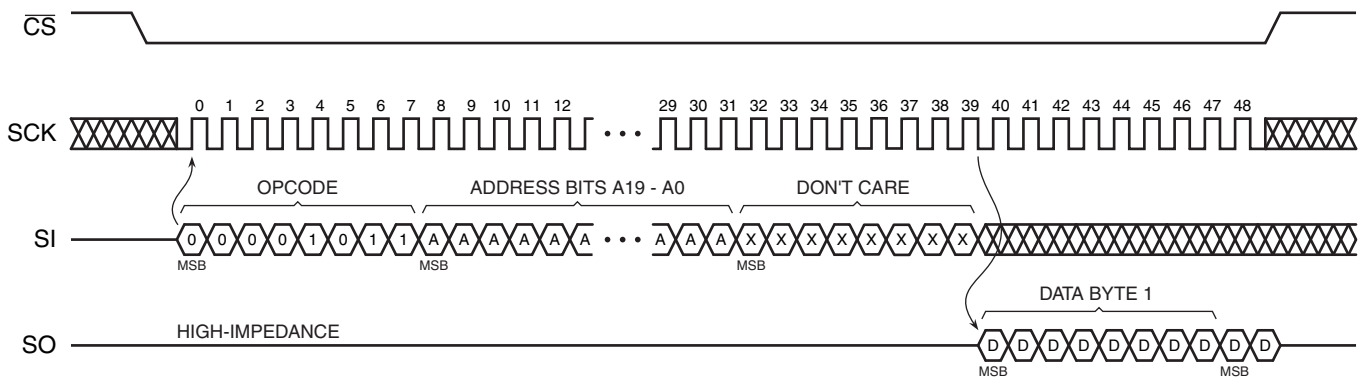 CS
0 1 2 3 4 5 6 7 8 9 10 11 12 29 30 31 32 33 34 35 36 37 38 39 40 41 42 43 44 45 46 47 48
SCK • • •
OPCODE ADDRESS BITS A19 - A0 DON'T CARE
SI 0 0 0 0 1 0 1 1 A A A A A A • • • A A A X X X X X X X X
MSB MSB MSB
DATA BYTE 1
HIGH-IMPEDANCE
SO D D D D D D D D D D
MSB MSB